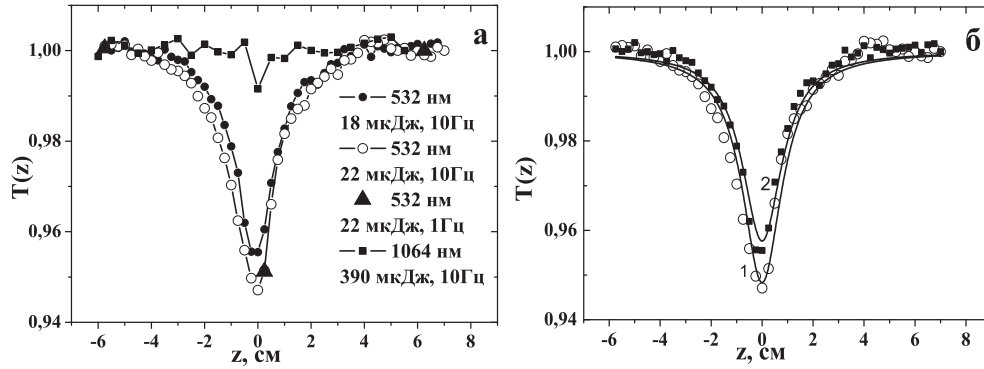 а
T(z)
1,00
0,98
0,96
0,94
532 нм
18 мкДж, 10Гц
532 нм
22 мкДж, 10Гц
532 нм
22 мкДж, 1Гц
1064 нм
390 мкДж, 10Гц
-6 -4 -2 0 2 4 6 8
z, см
б
T(z)
1,00
0,98
0,96
0,94
2
1
-6 -4 -2 0 2 4 6 8
z, см